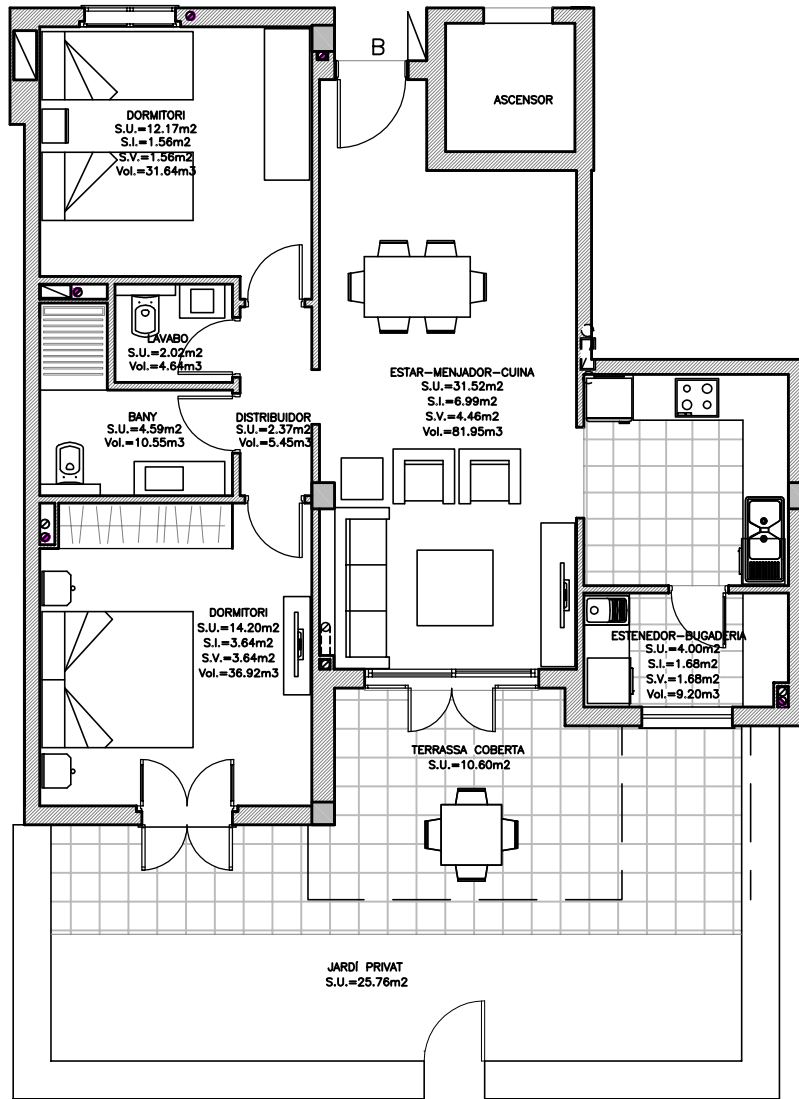 B
ASCENSOR
DORMITORI
S.U.=12.17m2
S.I.=1.56m2
S.V.=1.56m2
Vol.=31.64m3
LAVABO
S.U.=2.02m2
Vol.=4.64m3
ESTAR-MENJADOR-CUINA
S.U.=31.52m2
S.I.=6.99m2
S.V.=4.46m2
Vol.=81.95m3
BANY
S.U.=4.59m2
Vol.=10.55m3
DISTRIBUIDOR
S.U.=2.37m2
Vol.=5.45m3
DORMITORI
S.U.=14.20m2
S.I.=3.64m2
S.V.=3.64m2
Vol.=36.92m3
ESTENEDOR-BUGADERIA
S.U.=4.00m2
S.I.=1.68m2
S.V.=1.68m2
Vol.=9.20m3
TERRASSA COBERTA
S.U.=10.60m2
JARDÍ PRIVAT
S.U.=25.76m2